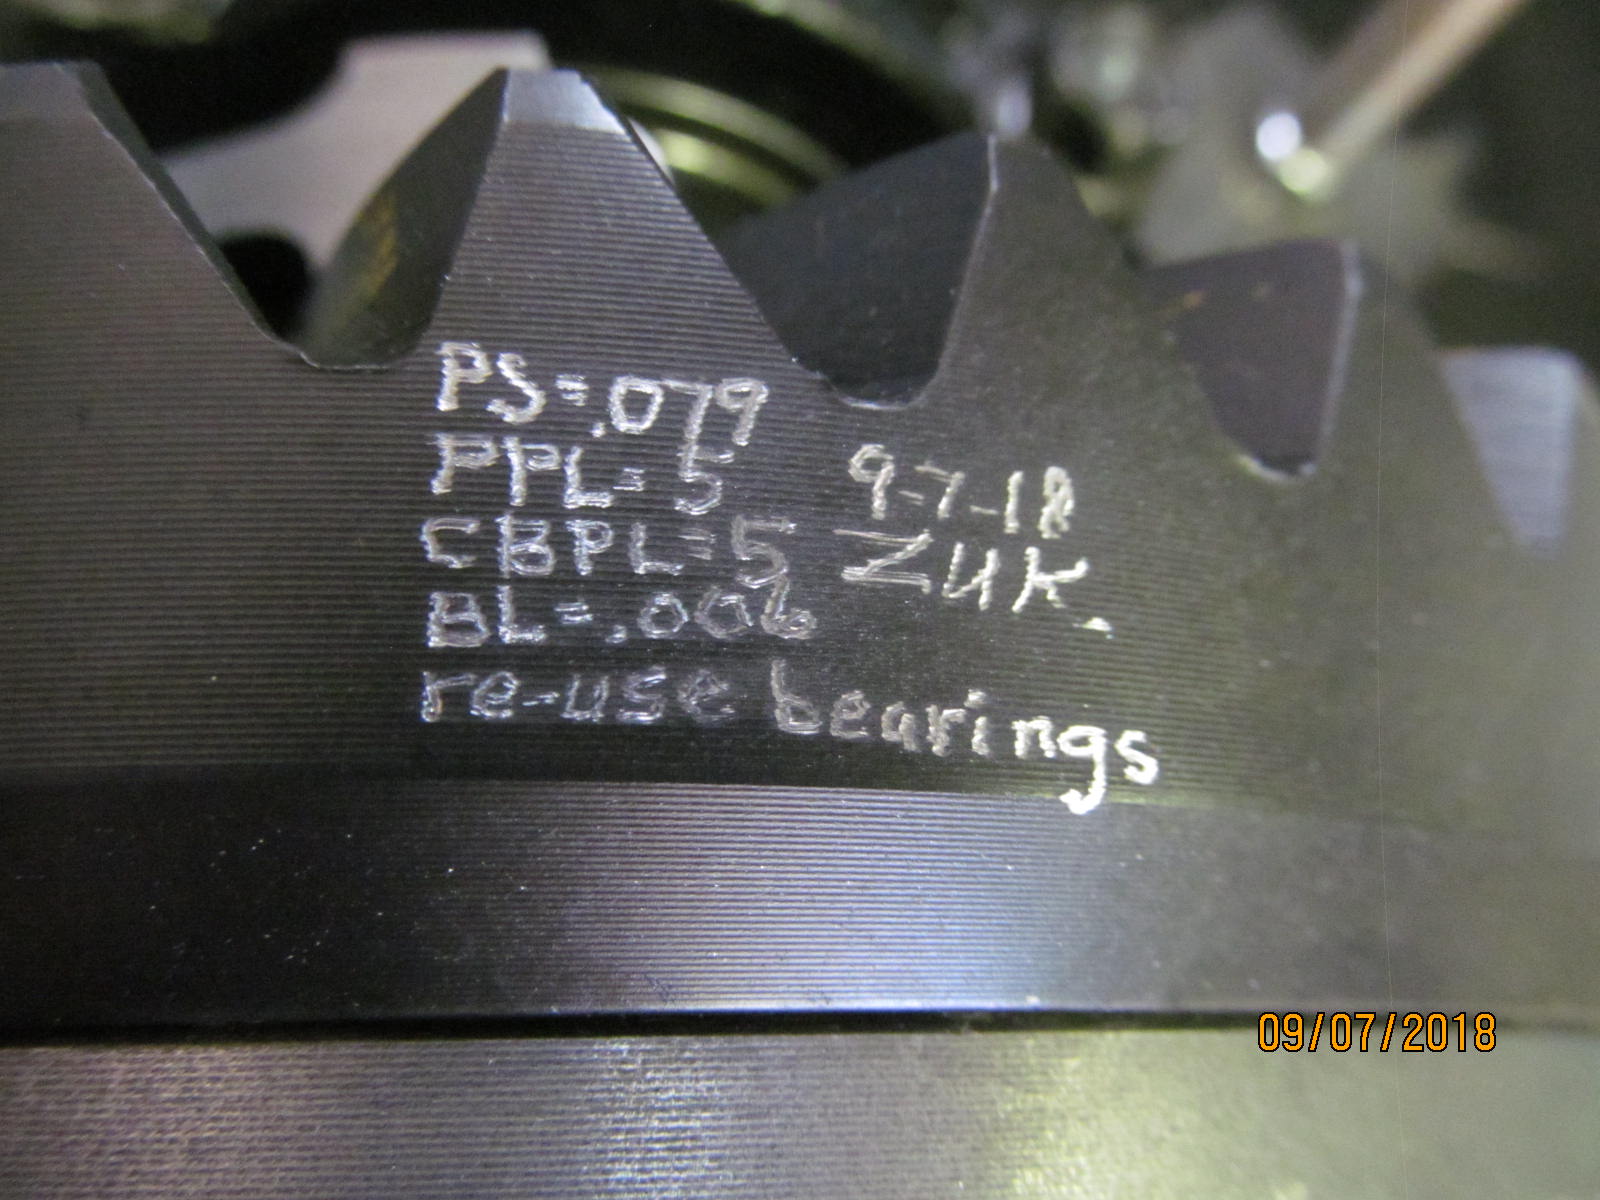 PS=.079
PPL=5
CBPL=5
BL=.006
re-use bearings
9-7-18
ZUK.
09/07/2018